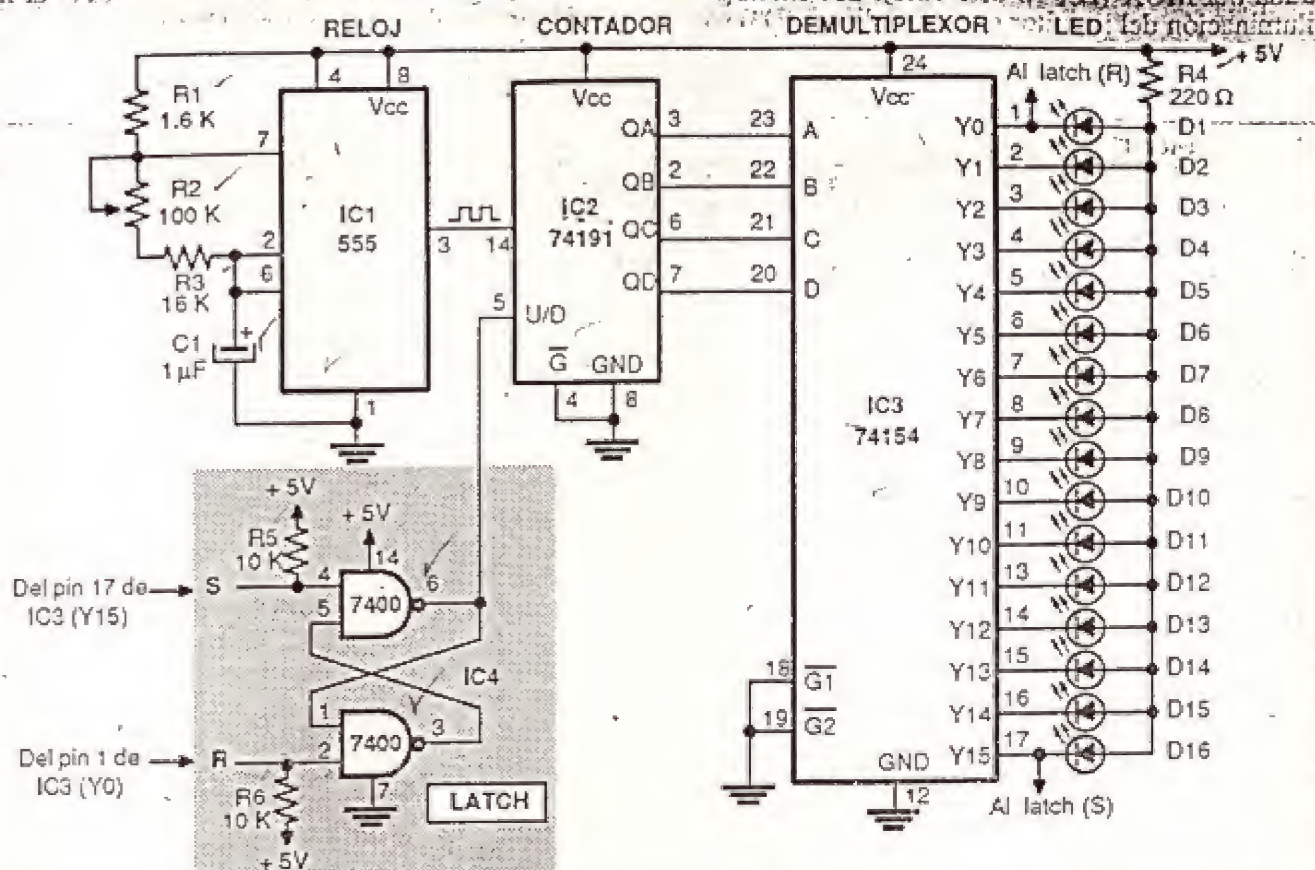 RELOJ
CONTADOR
DEMULTIPLEXOR
LED
+ 5V
R1
1.6 K
R2
100 K
R3
16 K
C1
1 µF
+
4
8
Vcc
7
2
6
IC1
555
3
1
14
Vcc
QA
3
QB
2
QC
6
QD
7
IC2
74191
5
U/D
G
GND
4
8
24
Vcc
23
A
22
B
21
C
20
D
IC3
74154
18
G1
19
G2
GND
12
Al latch (R)
R4
220 Ω
Y0 1 D1
Y1 2 D2
Y2 3 D3
Y3 4 D4
Y4 5 D5
Y5 6 D6
Y6 7 D7
Y7 8 D8
Y8 9 D9
Y9 10 D10
Y10 11 D11
Y11 13 D12
Y12 14 D13
Y13 15 D14
Y14 16 D15
Y15 17 D16
Al latch (S)
+ 5V
R5
10 K
+ 5V
14
Del pin 17 de
IC3 (Y15)
S
4
5
7400
6
IC4
1
2
7400
3
7
Del pin 1 de
IC3 (Y0)
R
R6
10 K
+ 5V
LATCH